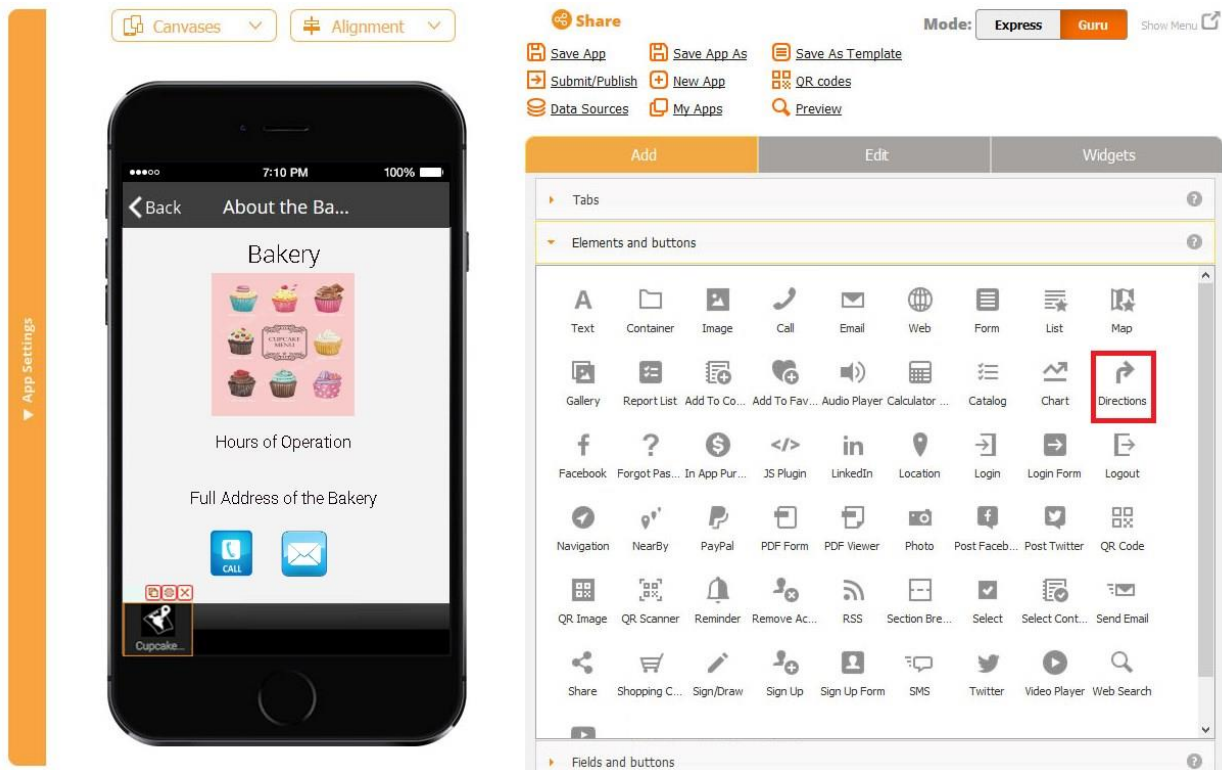 Canvases
Alignment
Share
Mode: Express Guru Show Menu
Save App Save App As Save As Template
Submit/Publish New App QR codes
Data Sources My Apps Preview
App Settings
7:10 PM 100%
Back About the Ba...
Bakery
CUPCAKE
MENU
Hours of Operation
Full Address of the Bakery
CALL
Cupcake...
Add Edit Widgets
Tabs
Elements and buttons
Text Container Image Call Email Web Form List Map
Gallery Report List Add To Co... Add To Fav... Audio Player Calculator ... Catalog Chart Directions
Facebook Forgot Pas... In App Pur... JS Plugin LinkedIn Location Login Login Form Logout
Navigation NearBy PayPal PDF Form PDF Viewer Photo Post Faceb... Post Twitter QR Code
QR Image QR Scanner Reminder Remove Ac... RSS Section Bre... Select Select Cont... Send Email
Share Shopping C... Sign/Draw Sign Up Sign Up Form SMS Twitter Video Player Web Search
Fields and buttons